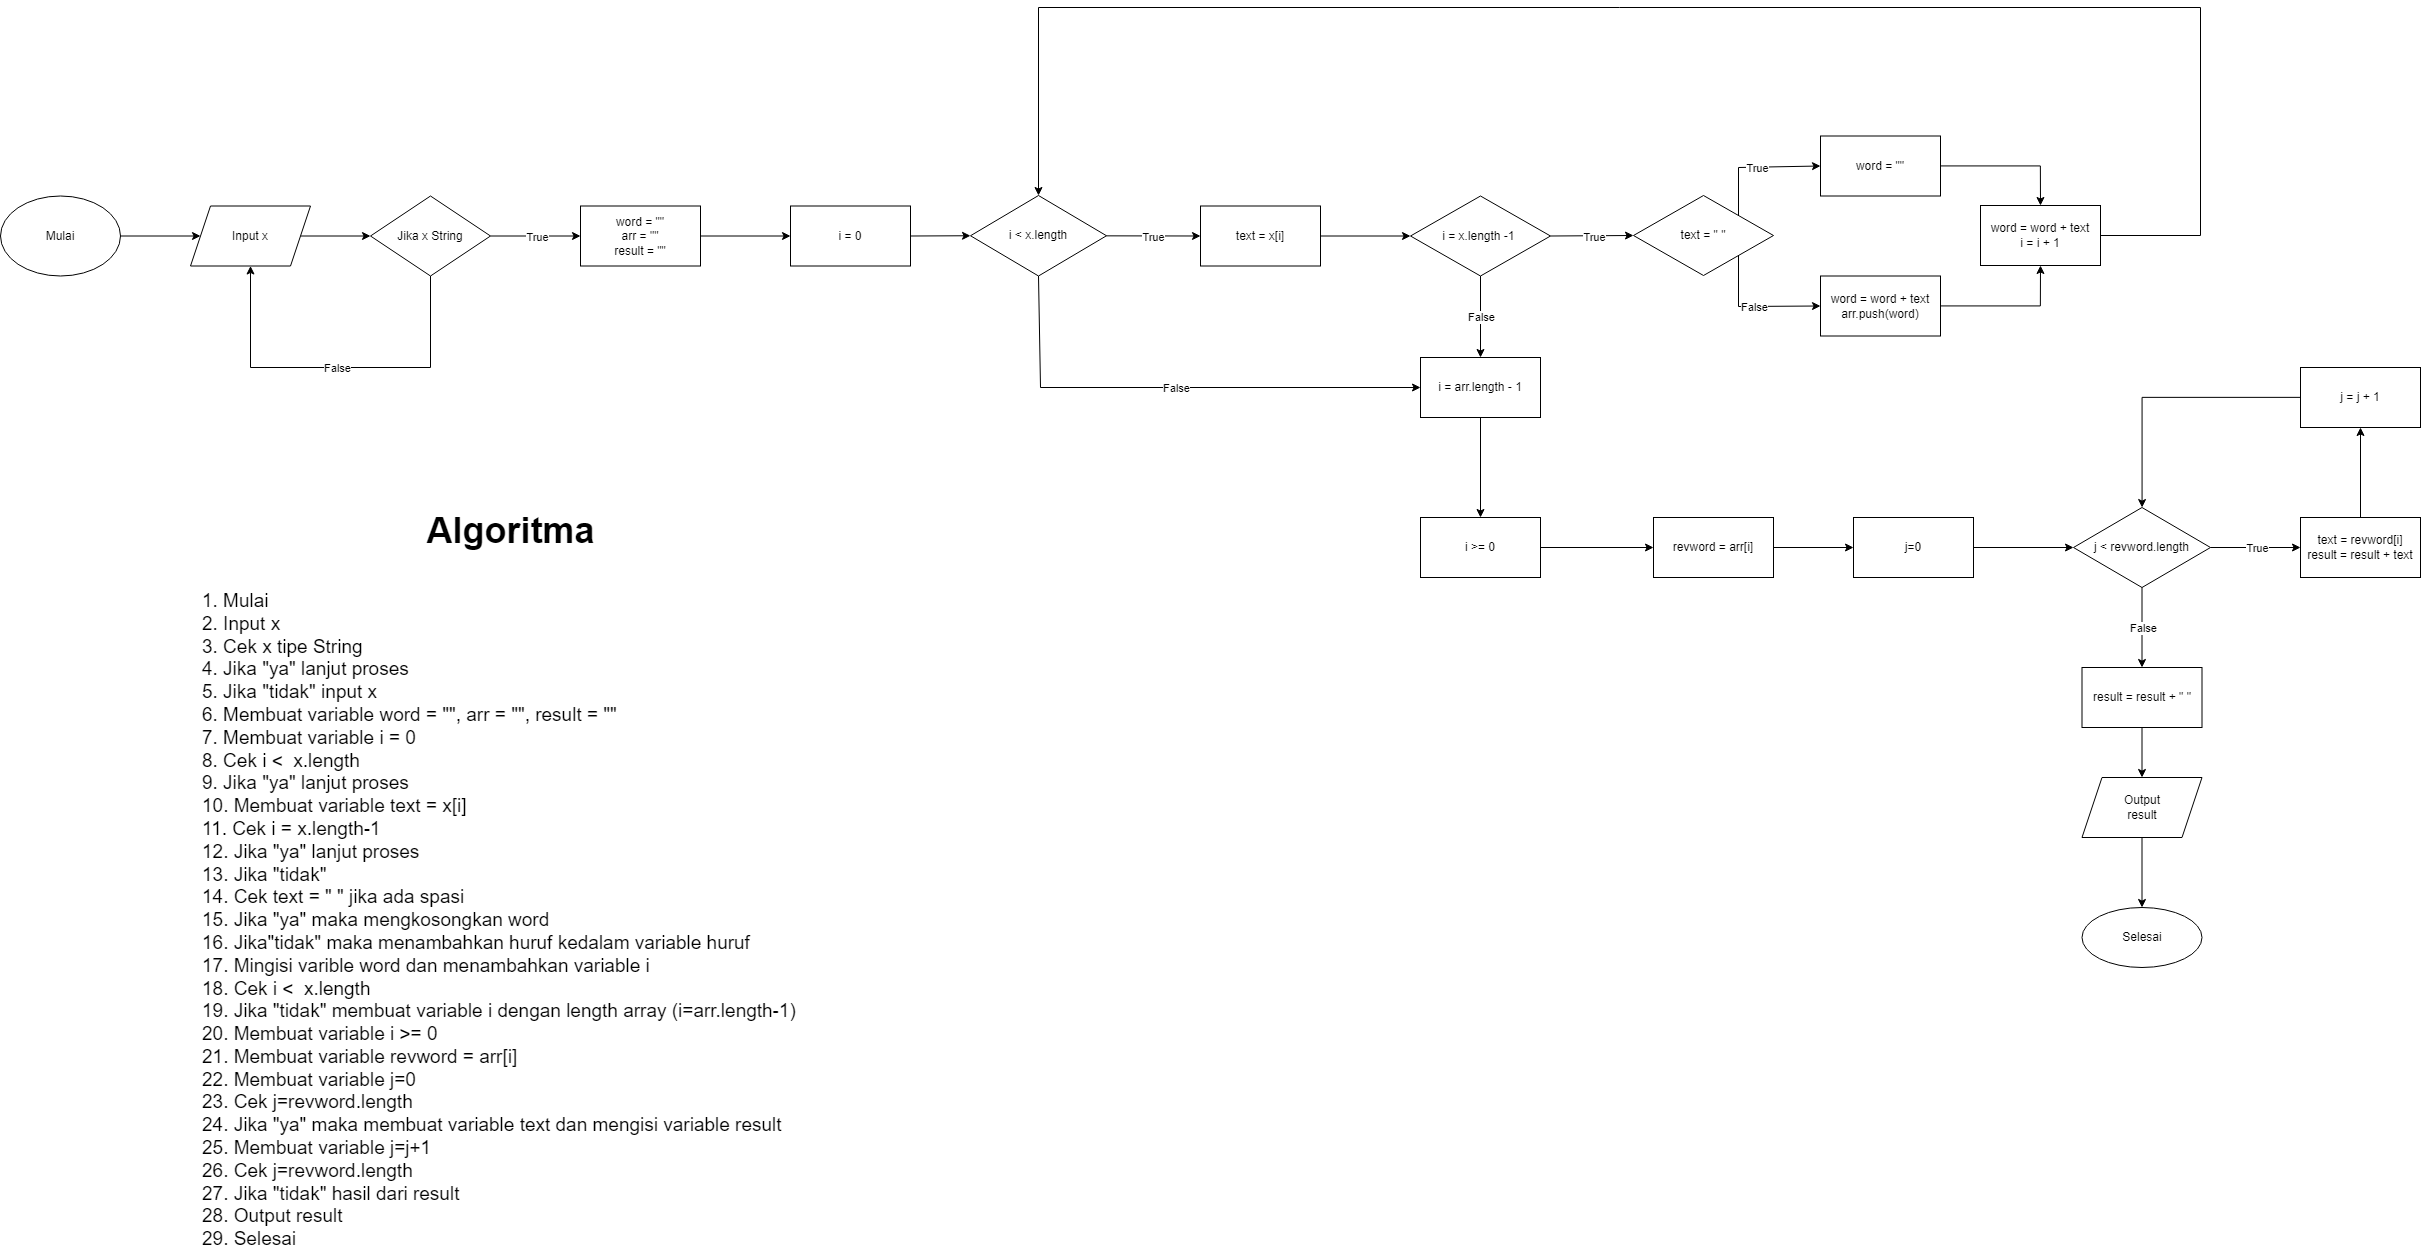 Mulai
Input x
Jika x String
True
False
word = ""
arr = ""
result = ""
i = 0
i < x.length
True
False
text = x[i]
i = x.length -1
True
False
text = " "
True
False
word = ""
word = word + text
arr.push(word)
word = word + text
i = i + 1
i = arr.length - 1
i >= 0
revword = arr[i]
j=0
j < revword.length
True
False
text = revword[i]
result = result + text
j = j + 1
result = result + " "
Output
result
Selesai
Algoritma
1. Mulai
2. Input x
3. Cek x tipe String
4. Jika "ya" lanjut proses
5. Jika "tidak" input x
6. Membuat variable word = "", arr = "", result = ""
7. Membuat variable i = 0
8. Cek i <  x.length
9. Jika "ya" lanjut proses
10. Membuat variable text = x[i]
11. Cek i = x.length-1
12. Jika "ya" lanjut proses
13. Jika "tidak"
14. Cek text = " " jika ada spasi
15. Jika "ya" maka mengkosongkan word
16. Jika"tidak" maka menambahkan huruf kedalam variable huruf
17. Mingisi varible word dan menambahkan variable i
18. Cek i <  x.length
19. Jika "tidak" membuat variable i dengan length array (i=arr.length-1)
20. Membuat variable i >= 0
21. Membuat variable revword = arr[i]
22. Membuat variable j=0
23. Cek j=revword.length
24. Jika "ya" maka membuat variable text dan mengisi variable result
25. Membuat variable j=j+1
26. Cek j=revword.length
27. Jika "tidak" hasil dari result
28. Output result
29. Selesai